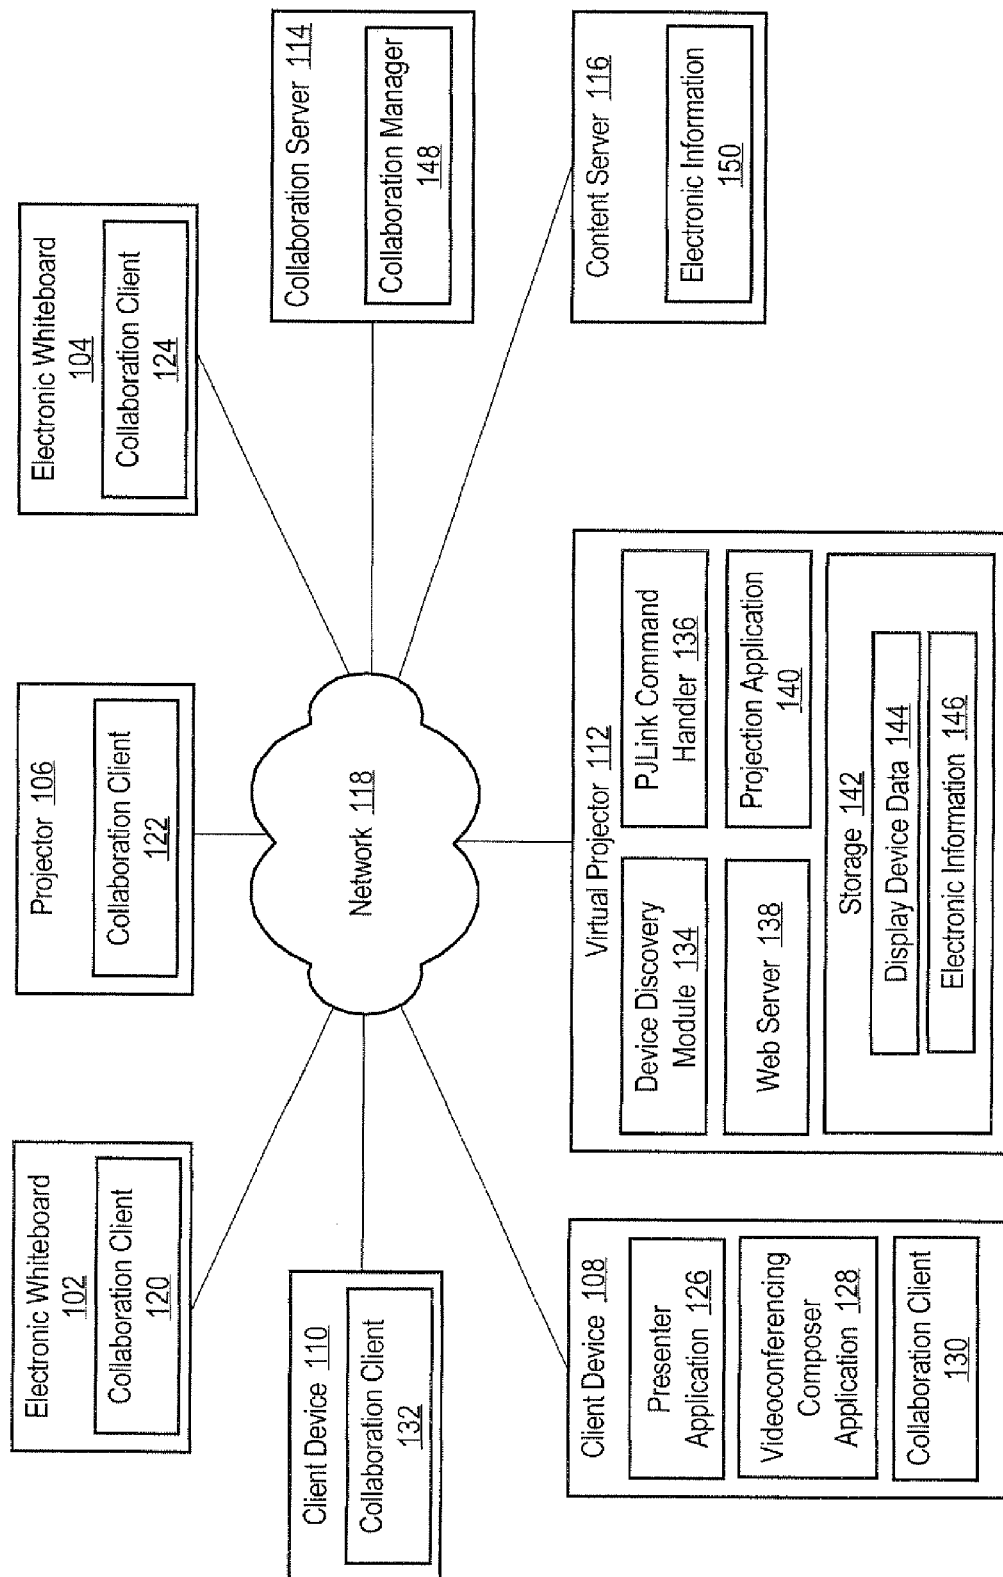 Electronic Whiteboard
102
Collaboration Client
120
Projector 106
Collaboration Client
122
Electronic Whiteboard
104
Collaboration Client
124
Client Device 110
Collaboration Client
132
Network 118
Collaboration Server 114
Collaboration Manager
148
Client Device 108
Presenter
Application 126
Videoconferencing
Composer
Application 128
Collaboration Client
130
Virtual Projector 112
Device Discovery
Module 134
PJLink Command
Handler 136
Web Server 138
Projection Application
140
Storage 142
Display Device Data 144
Electronic Information 146
Content Server 116
Electronic Information
150